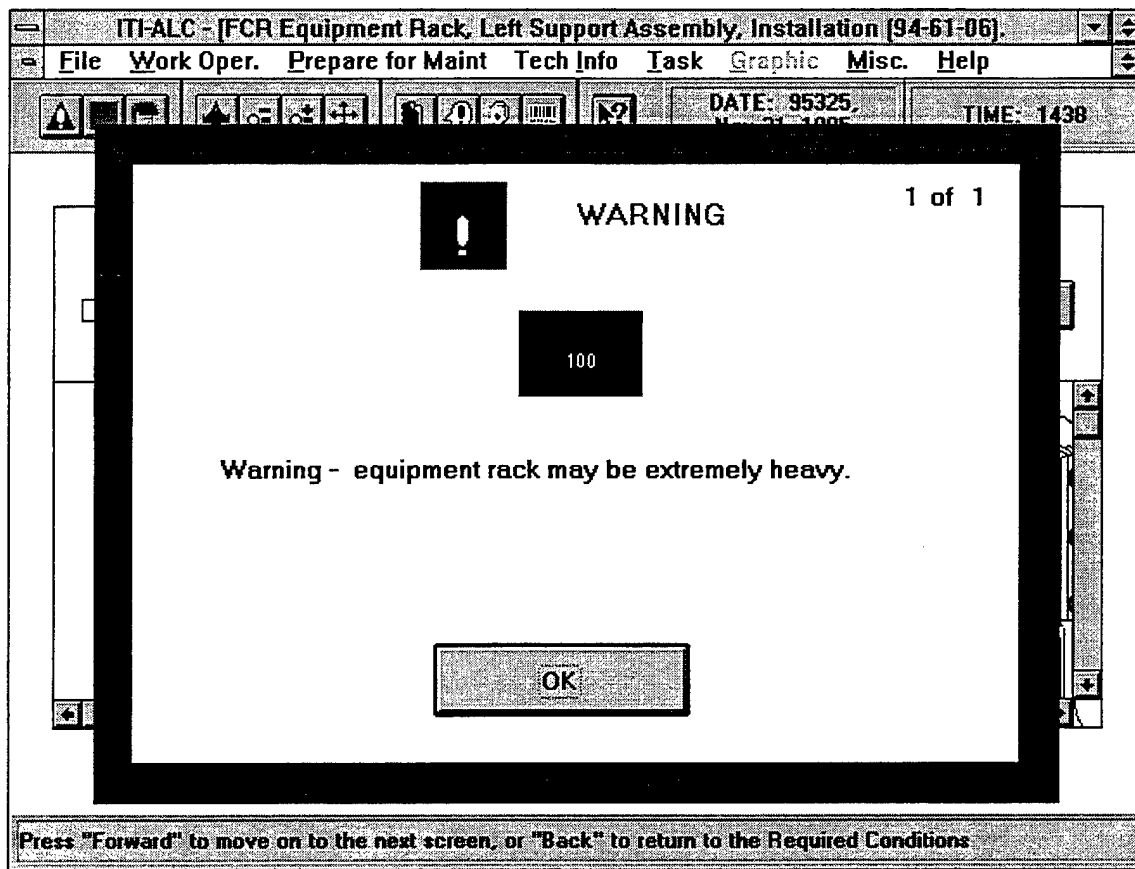 ITI-ALC - [FCR Equipment Rack, Left Support Assembly, Installation (94-61-06).
File Work Oper. Prepare for Maint Tech Info Task Graphic Misc. Help
DATE: 95325,
TIME: 1438
WARNING
1 of 1
100
Warning - equipment rack may be extremely heavy.
OK
Press "Forward" to move on to the next screen, or "Back" to return to the Required Conditions